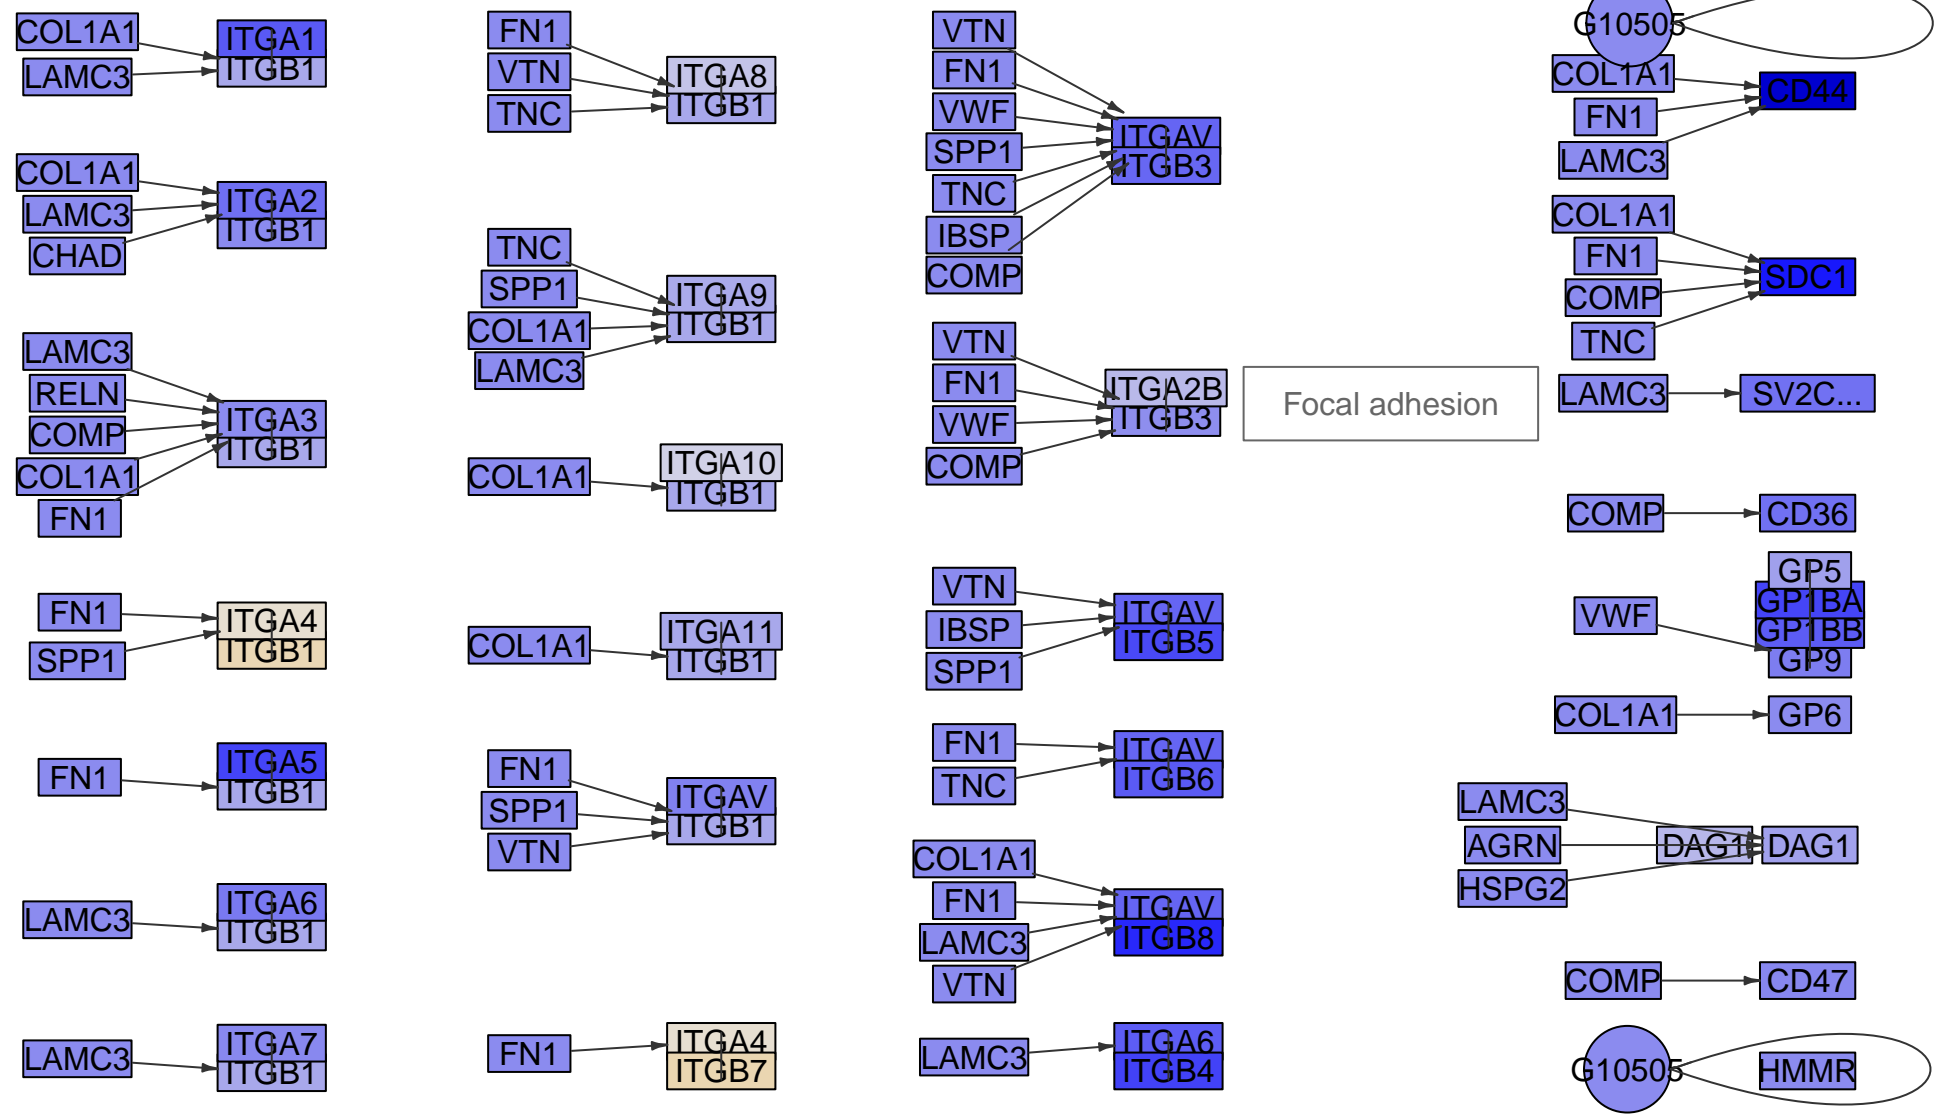 COL1A1
LAMC3
ITGA1
ITGB1
COL1A1
LAMC3
CHAD
ITGA2
ITGB1
LAMC3
RELN
COMP
COL1A1
FN1
ITGA3
ITGB1
FN1
SPP1
ITGA4
ITGB1
FN1
ITGA5
ITGB1
LAMC3
ITGA6
ITGB1
LAMC3
ITGA7
ITGB1
FN1
VTN
TNC
ITGA8
ITGB1
TNC
SPP1
COL1A1
LAMC3
ITGA9
ITGB1
COL1A1
ITGA10
ITGB1
COL1A1
ITGA11
ITGB1
FN1
SPP1
VTN
ITGAV
ITGB1
FN1
ITGA4
ITGB7
VTN
FN1
VWF
SPP1
TNC
IBSP
COMP
ITGAV
ITGB3
VTN
FN1
VWF
COMP
ITGA2B
ITGB3
Focal adhesion
VTN
IBSP
SPP1
ITGAV
ITGB5
FN1
TNC
ITGAV
ITGB6
COL1A1
FN1
LAMC3
VTN
ITGAV
ITGB8
LAMC3
ITGA6
ITGB4
G10505
COL1A1
FN1
LAMC3
CD44
COL1A1
FN1
COMP
TNC
SDC1
LAMC3
SV2C...
COMP
CD36
VWF
GP5
GP1BA
GP1BB
GP9
COL1A1
GP6
LAMC3
AGRN
HSPG2
DAG1
DAG1
COMP
CD47
G10505
HMMR